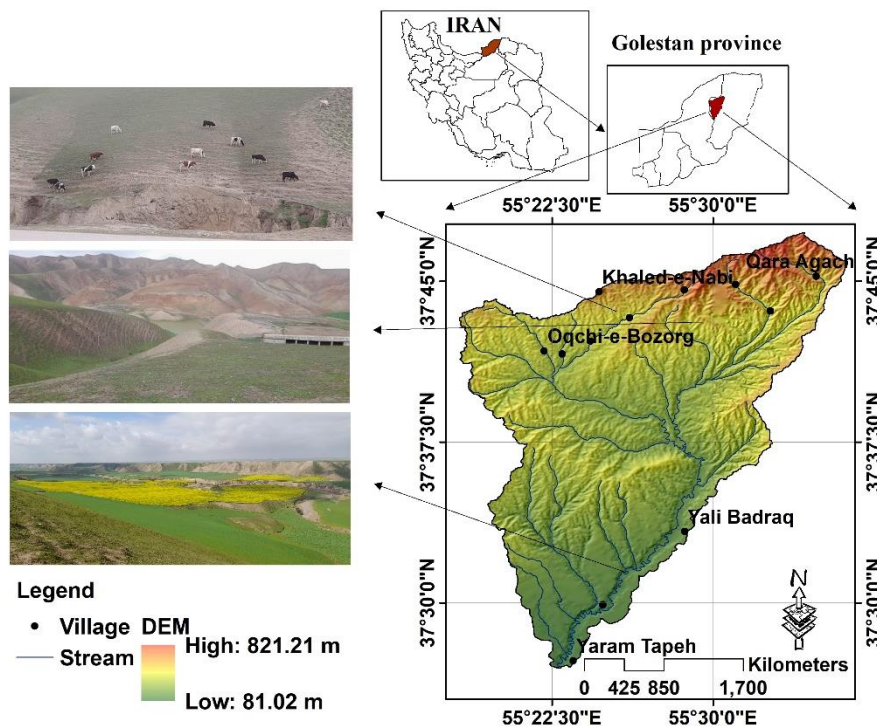 IRAN
Golestan province
55°22'30"E
55°30'0"E
37°45'0"N
37°45'0"N
Qara Agach
Khaled-e-Nabi
Oqchi-e-Bozorg
37°37'30"N
37°37'30"N
Yali Badraq
37°30'0"N
37°30'0"N
N
Yaram Tapeh
Kilometers
0 425 850 1,700
55°22'30"E
55°30'0"E
Legend
Village
Stream
DEM
High: 821.21 m
Low: 81.02 m